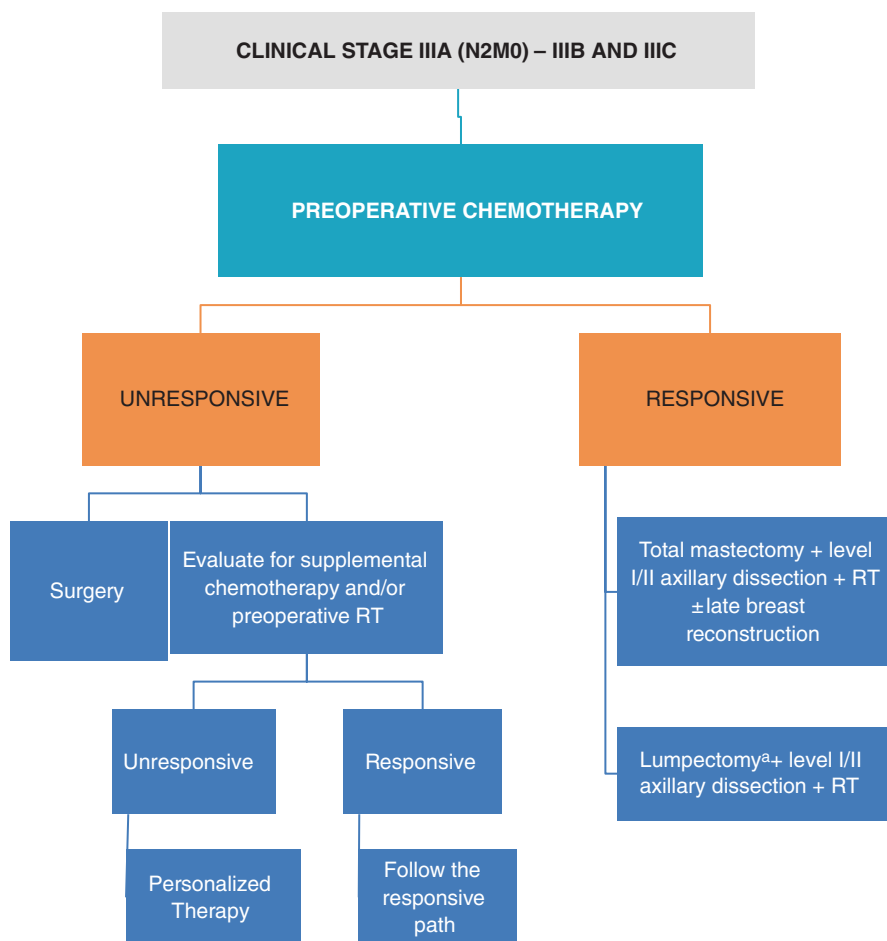 CLINICAL STAGE IIIA (N2M0) – IIIB AND IIIC
PREOPERATIVE CHEMOTHERAPY
UNRESPONSIVE
RESPONSIVE
Surgery
Evaluate for supplemental
chemotherapy and/or
preoperative RT
Total mastectomy + level
I/II axillary dissection + RT
±late breast
reconstruction
Unresponsive
Responsive
Lumpectomyᵃ+ level I/II
axillary dissection + RT
Personalized
Therapy
Follow the
responsive
path